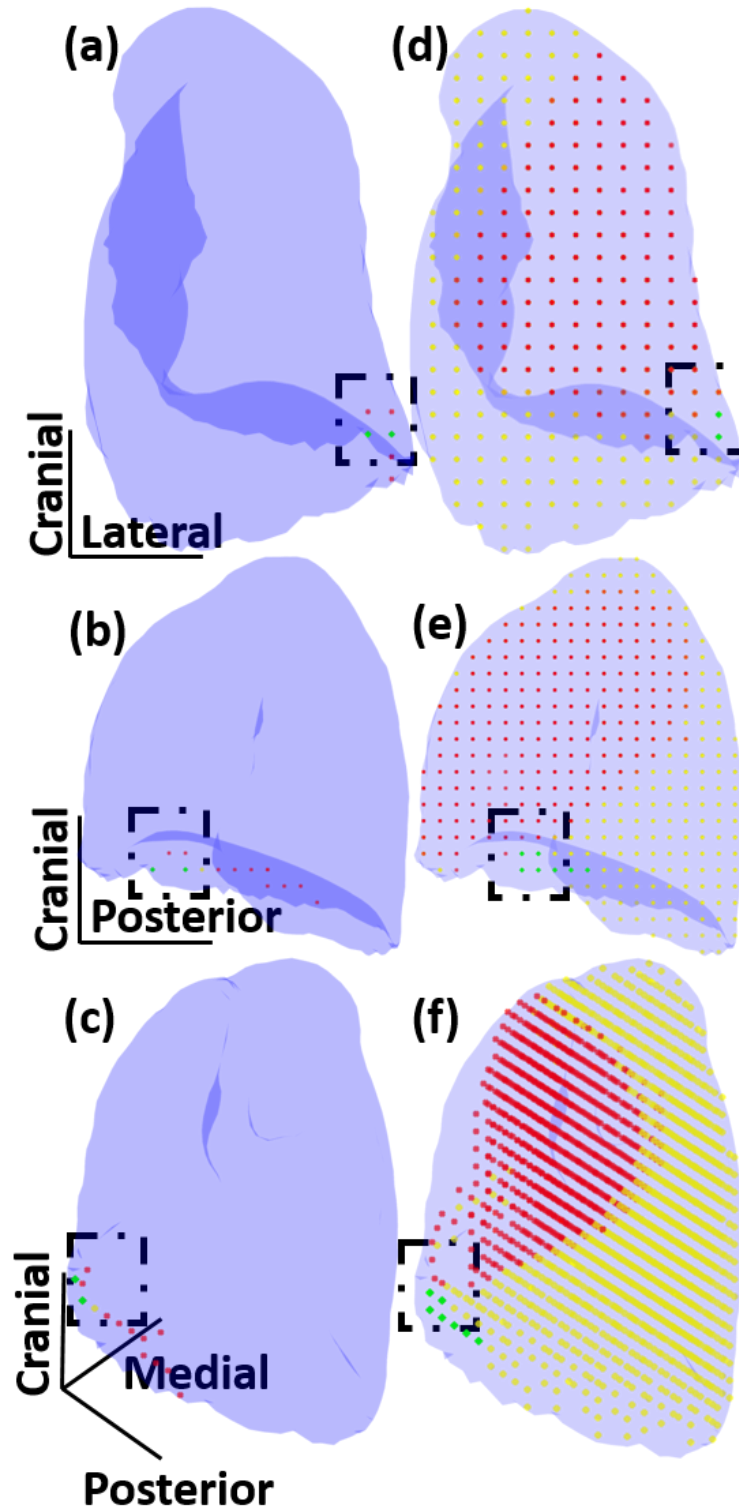 (a) (d)
Cranial
Lateral
(b) (e)
Cranial
Posterior
(c) (f)
Cranial
Medial
Posterior